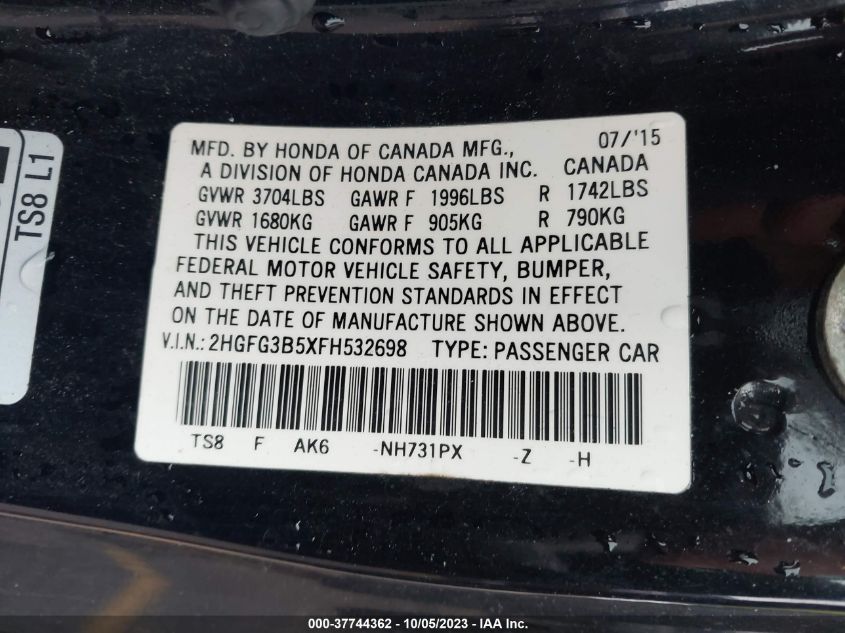 TS8 L1
07/'15
MFD. BY HONDA OF CANADA MFG.,
A DIVISION OF HONDA CANADA INC. CANADA
GVWR 3704LBS GAWR F 1996LBS R 1742LBS
GVWR 1680KG GAWR F 905KG R 790KG
THIS VEHICLE CONFORMS TO ALL APPLICABLE
FEDERAL MOTOR VEHICLE SAFETY, BUMPER,
AND THEFT PREVENTION STANDARDS IN EFFECT
ON THE DATE OF MANUFACTURE SHOWN ABOVE.
V.I.N.: 2HGFG3B5XFH532698 TYPE: PASSENGER CAR
TS8 F AK6 -NH731PX -Z -H
000-37744362 - 10/05/2023 - IAA Inc.